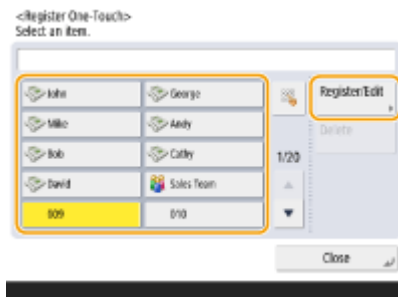 <Register One-Touch>
Select an item.
John
George
Register/Edit
Mike
Andy
Delete
Bob
Cathy
1/20
David
Sales Team
009
010
Close